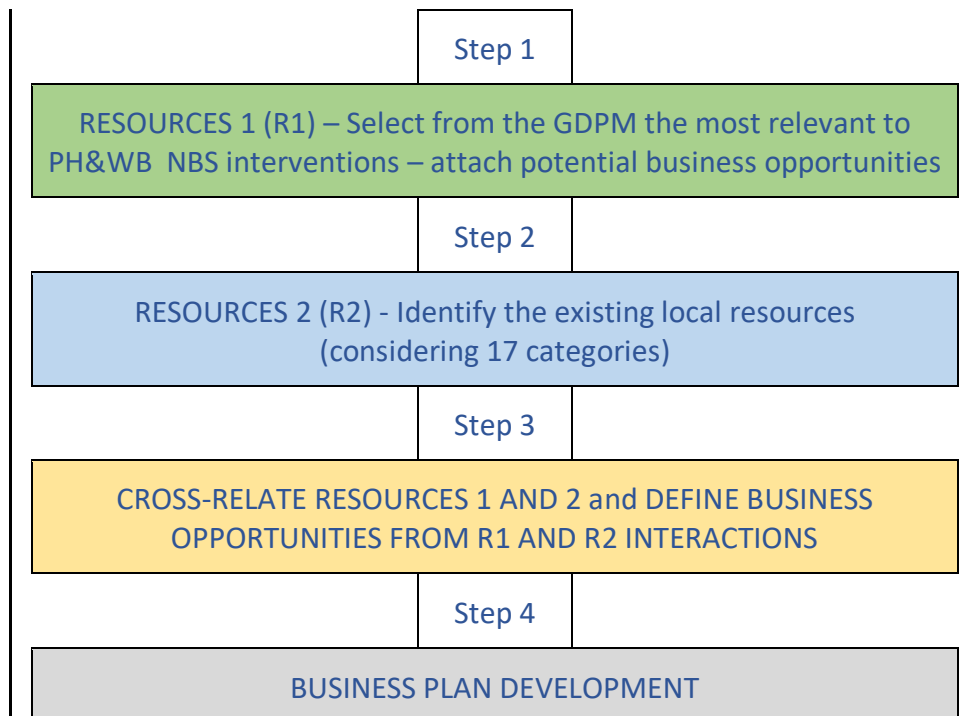 Step 1
RESOURCES 1 (R1) – Select from the GDPM the most relevant to
PH&WB  NBS interventions – attach potential business opportunities
Step 2
RESOURCES 2 (R2) - Identify the existing local resources
(considering 17 categories)
Step 3
CROSS-RELATE RESOURCES 1 AND 2 and DEFINE BUSINESS
OPPORTUNITIES FROM R1 AND R2 INTERACTIONS
Step 4
BUSINESS PLAN DEVELOPMENT